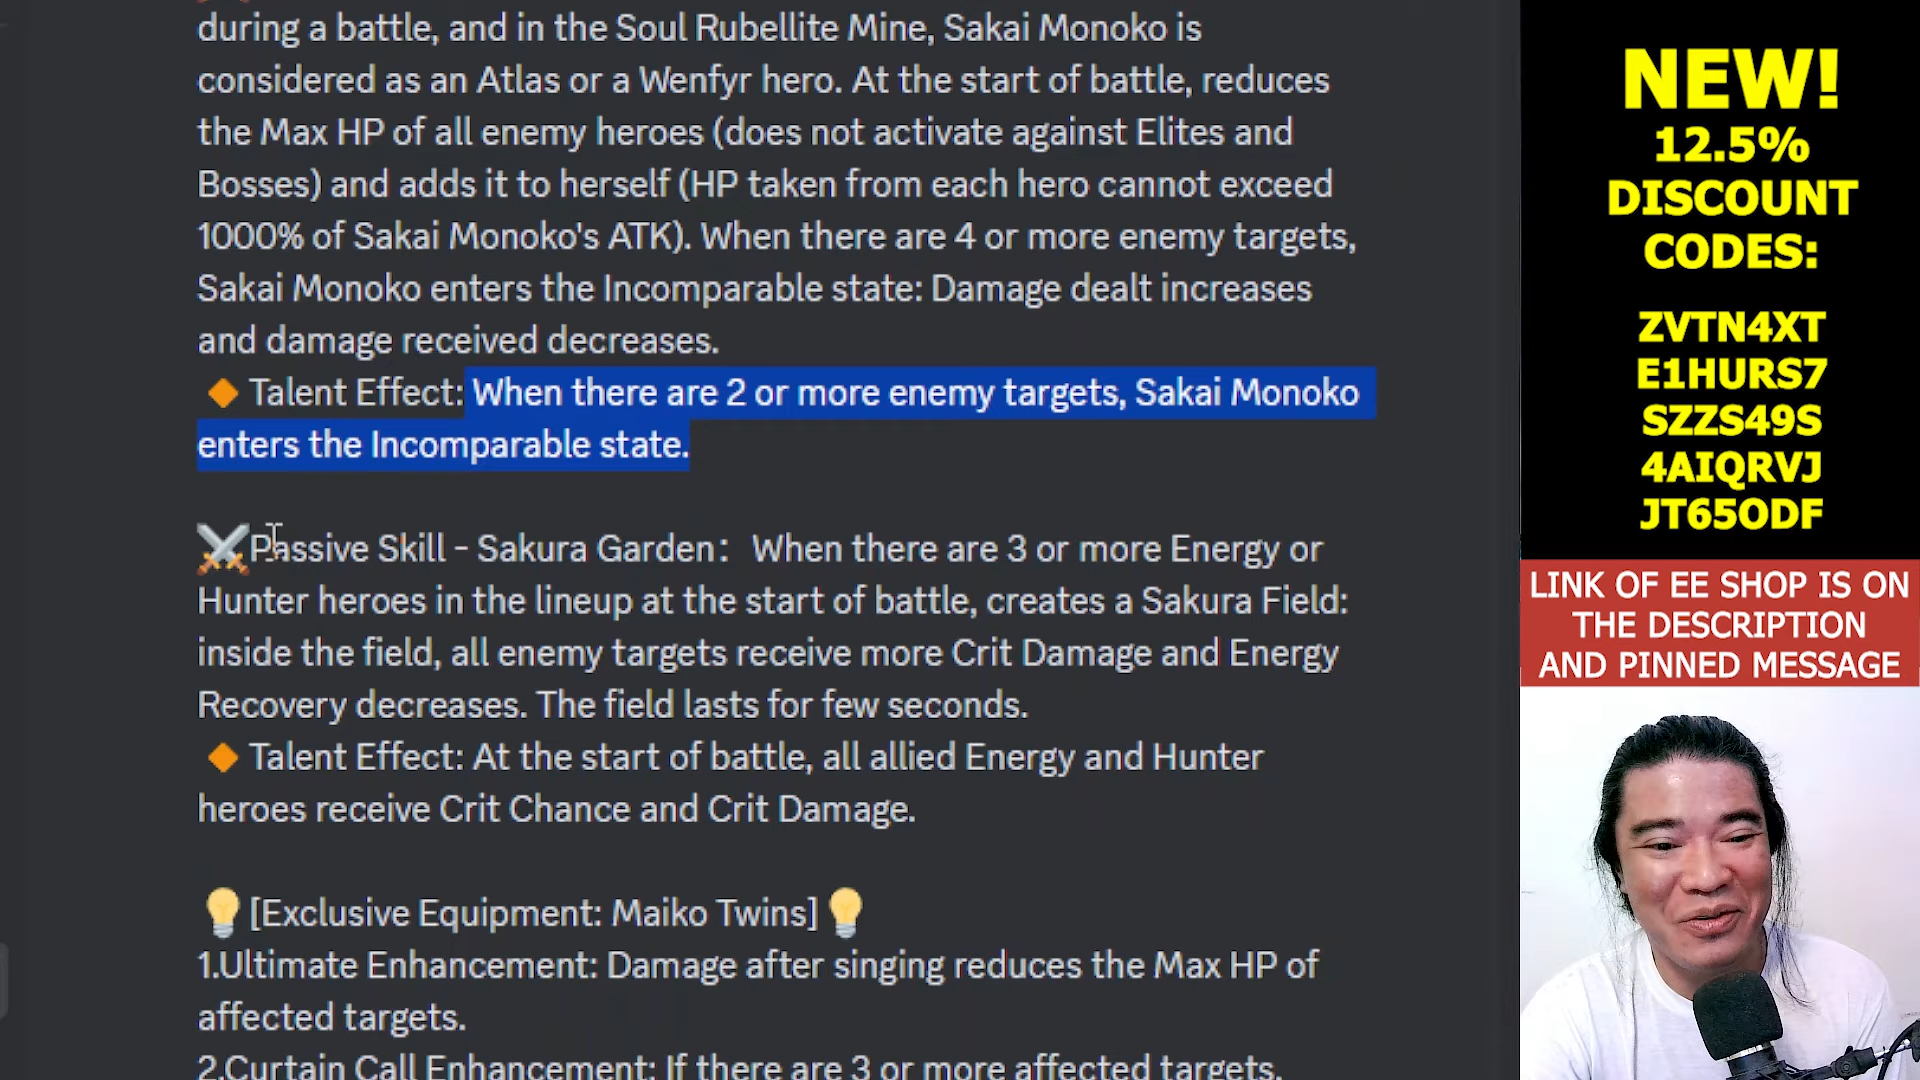 during a battle, and in the Soul Rubellite Mine, Sakai Monoko is
considered as an Atlas or a Wenfyr hero. At the start of battle, reduces
the Max HP of all enemy heroes (does not activate against Elites and
Bosses) and adds it to herself (HP taken from each hero cannot exceed
1000% of Sakai Monoko's ATK). When there are 4 or more enemy targets,
Sakai Monoko enters the Incomparable state: Damage dealt increases
and damage received decreases.
🔸 Talent Effect: When there are 2 or more enemy targets, Sakai Monoko
enters the Incomparable state.
⚔️Passive Skill - Sakura Garden： When there are 3 or more Energy or
Hunter heroes in the lineup at the start of battle, creates a Sakura Field:
inside the field, all enemy targets receive more Crit Damage and Energy
Recovery decreases. The field lasts for few seconds.
🔸 Talent Effect: At the start of battle, all allied Energy and Hunter
heroes receive Crit Chance and Crit Damage.
💡[Exclusive Equipment: Maiko Twins]💡
1.Ultimate Enhancement: Damage after singing reduces the Max HP of
affected targets.
2.Curtain Call Enhancement: If there are 3 or more affected targets,
NEW!
12.5%
DISCOUNT
CODES:
ZVTN4XT
E1HURS7
SZZS49S
4AIQRVJ
JT65ODF
LINK OF EE SHOP IS ON
THE DESCRIPTION
AND PINNED MESSAGE